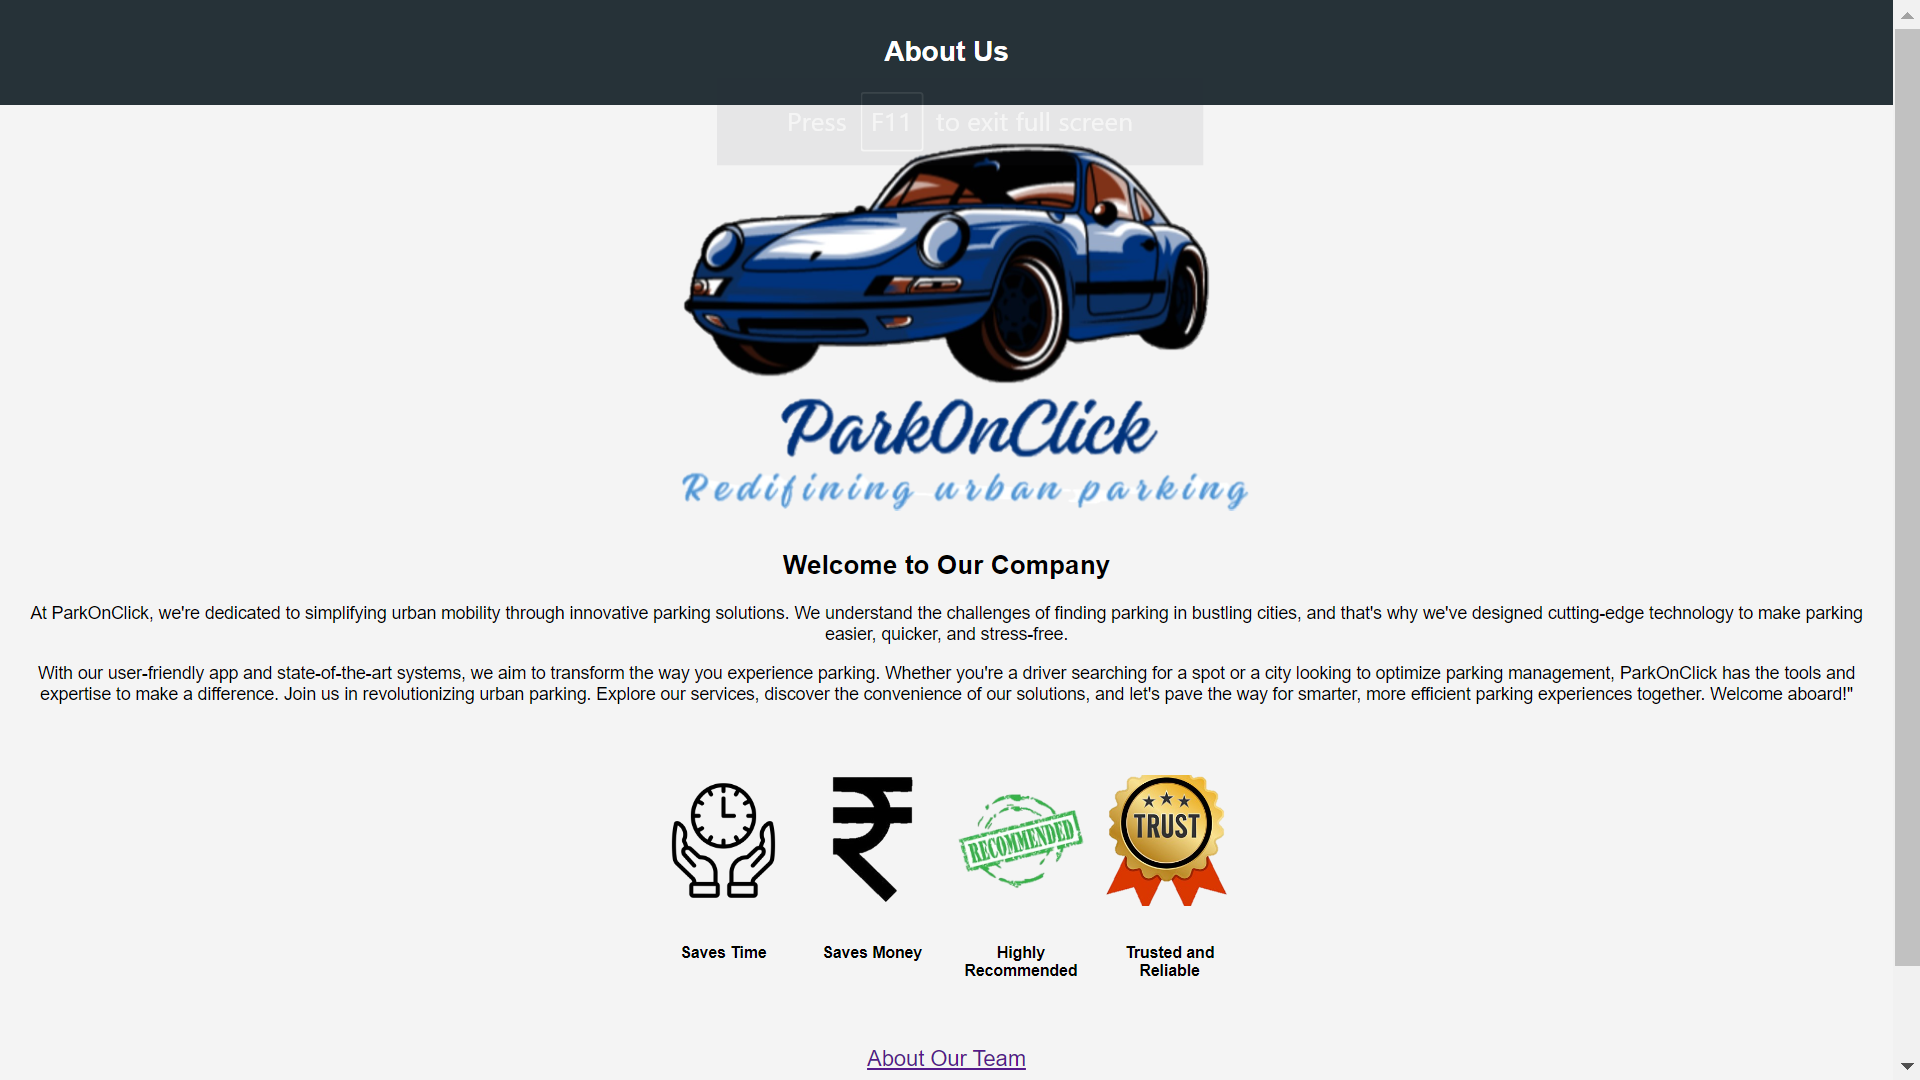 About Us
Press F11 to exit full screen
ParkOnClick
Redifining urban parking
Welcome to Our Company
At ParkOnClick, we're dedicated to simplifying urban mobility through innovative parking solutions. We understand the challenges of finding parking in bustling cities, and that's why we've designed cutting-edge technology to make parking
easier, quicker, and stress-free.
With our user-friendly app and state-of-the-art systems, we aim to transform the way you experience parking. Whether you're a driver searching for a spot or a city looking to optimize parking management, ParkOnClick has the tools and
expertise to make a difference. Join us in revolutionizing urban parking. Explore our services, discover the convenience of our solutions, and let's pave the way for smarter, more efficient parking experiences together. Welcome aboard!"
₹
RECOMMENDED
TRUST
Saves Time
Saves Money
Highly
Recommended
Trusted and
Reliable
About Our Team